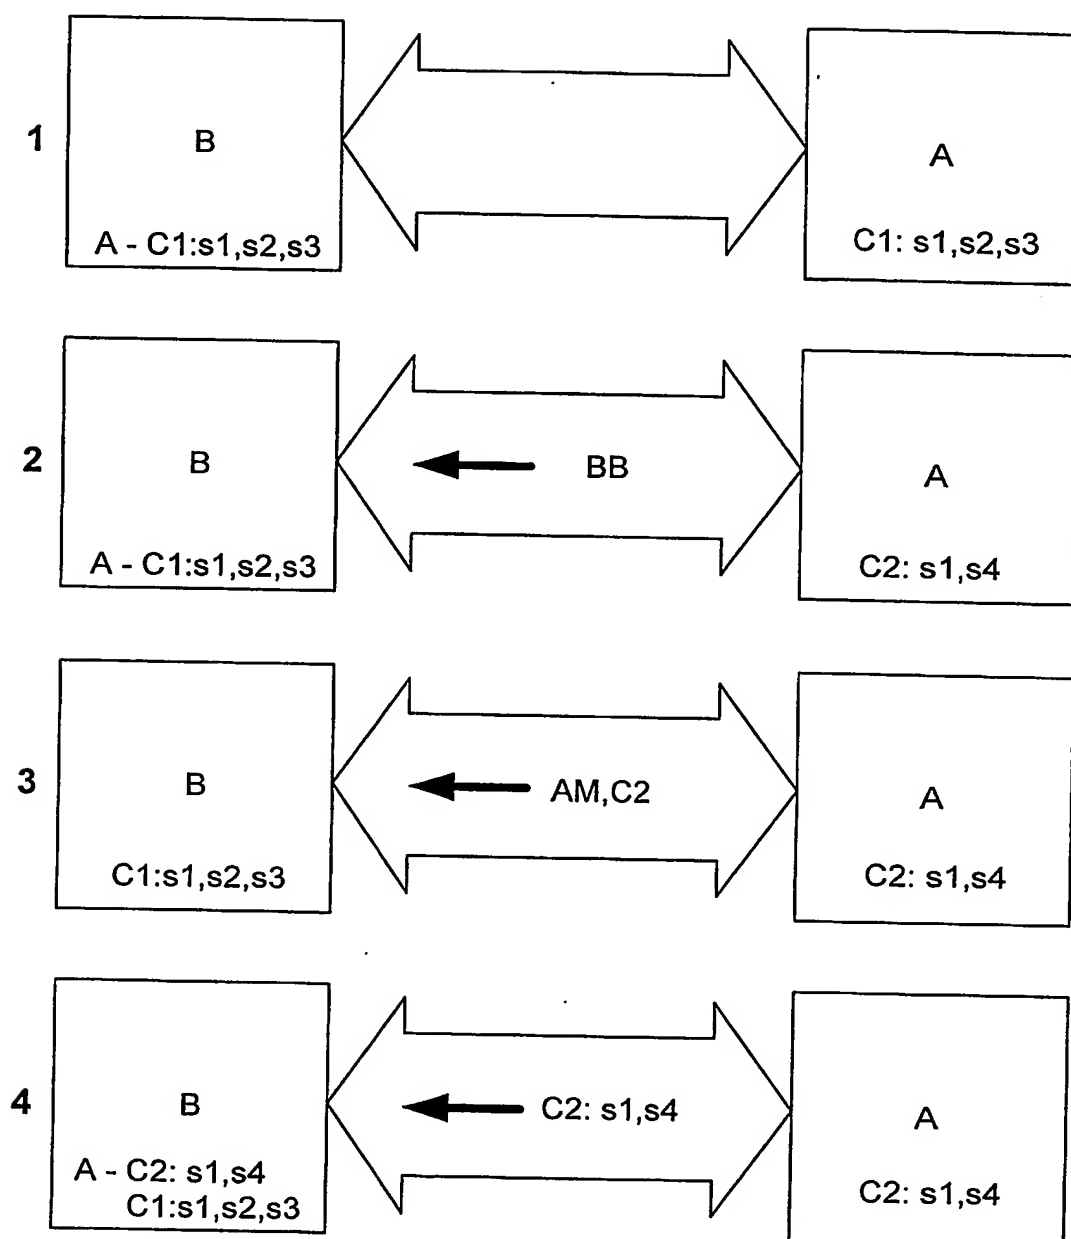 1
B
A - C1:s1,s2,s3
A
C1: s1,s2,s3
2
B
A - C1:s1,s2,s3
BB
A
C2: s1,s4
3
B
C1:s1,s2,s3
AM,C2
A
C2: s1,s4
4
B
A - C2: s1,s4
C1:s1,s2,s3
C2: s1,s4
A
C2: s1,s4